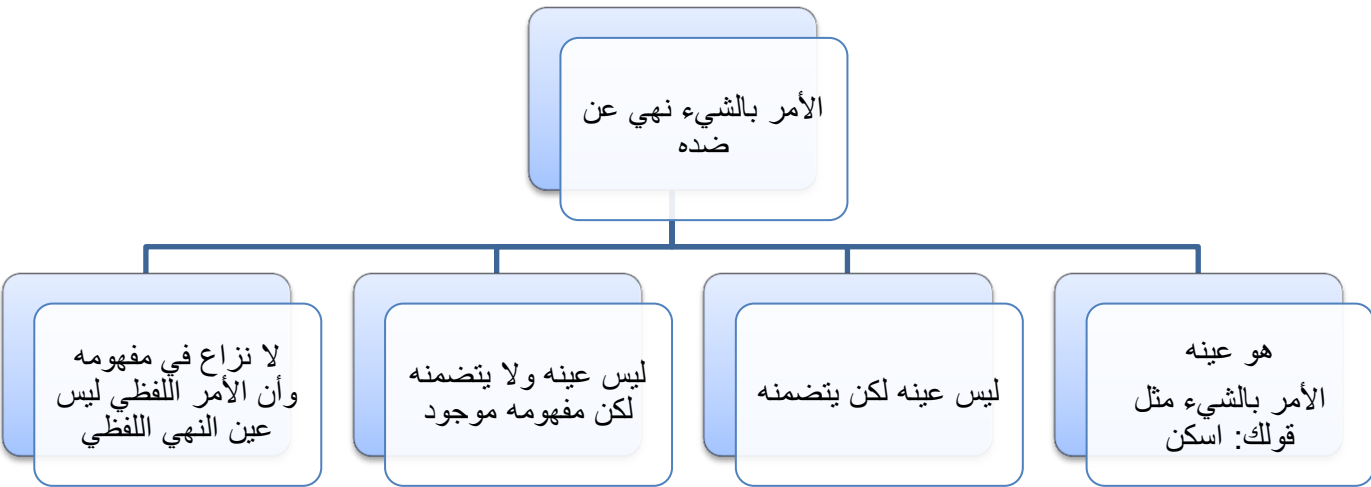 الأمر بالشيء نهي عن
ضده
هو عينه
الأمر بالشيء مثل
قولك: اسكن
ليس عينه لكن يتضمنه
ليس عينه ولا يتضمنه
لكن مفهومه موجود
لا نزاع في مفهومه
وأن الأمر اللفظي ليس
عين النهي اللفظي